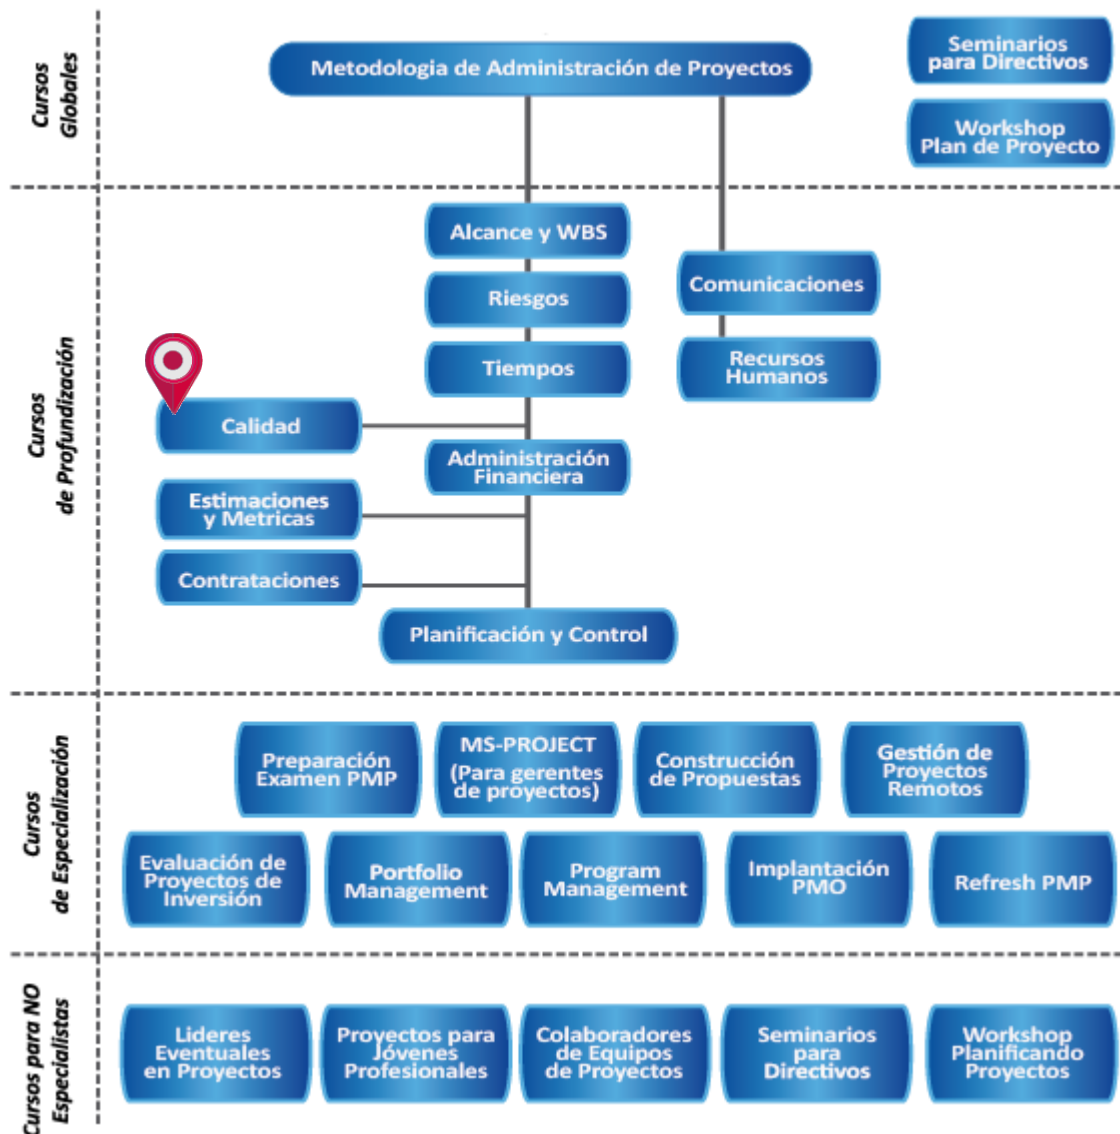 Cursos
Globales
Metodologia de Administración de Proyectos
Seminarios
para Directivos
Workshop
Plan de Proyecto
Cursos
de Profundización
Alcance y WBS
Riesgos
Tiempos
Comunicaciones
Recursos
Humanos
Calidad
Administración
Financiera
Estimaciones
y Metricas
Contrataciones
Planificación y Control
Cursos
de Especialización
Preparación
Examen PMP
MS-PROJECT
(Para gerentes
de proyectos)
Construcción
de Propuestas
Gestión de
Proyectos
Remotos
Evaluación de
Proyectos de
Inversión
Portfolio
Management
Program
Management
Implantación
PMO
Refresh PMP
Cursos para NO
Especialistas
Lideres
Eventuales
en Proyectos
Proyectos para
Jóvenes
Profesionales
Colaboradores
de Equipos
de Proyectos
Seminarios
para
Directivos
Workshop
Planificando
Proyectos